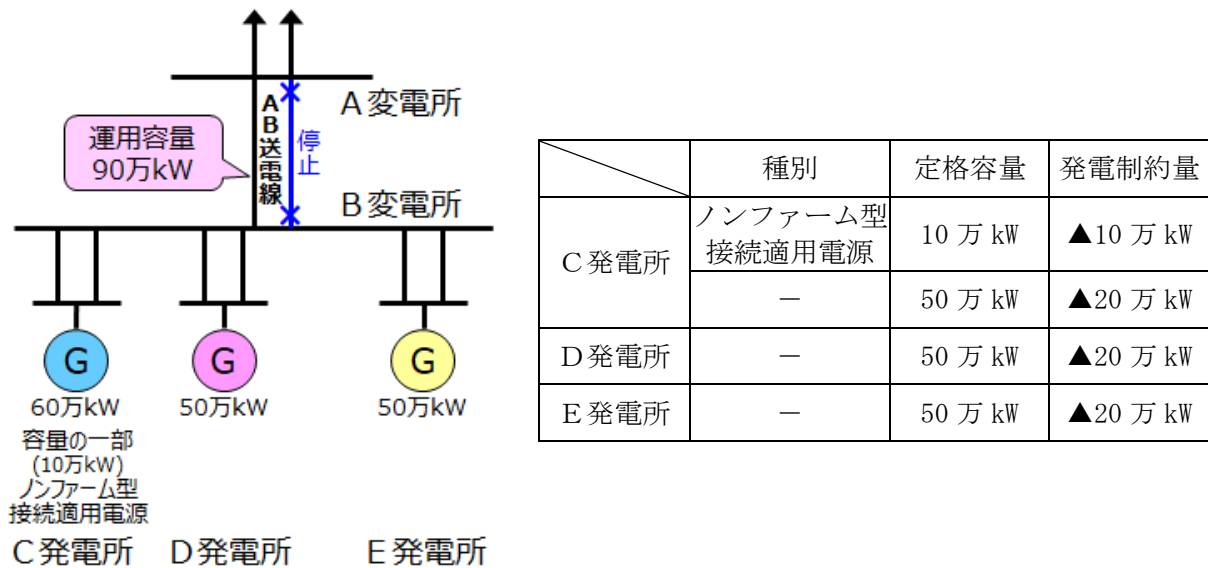 A変電所
AB送電線
停止
運用容量
90万kW
B変電所
G
G
G
60万kW
50万kW
50万kW
容量の一部
(10万kW)
ノンファーム型
接続適用電源
C発電所
D発電所
E発電所
種別
定格容量
発電制約量
C発電所
ノンファーム型
接続適用電源
10 万 kW
▲10 万 kW
－
50 万 kW
▲20 万 kW
D発電所
－
50 万 kW
▲20 万 kW
E発電所
－
50 万 kW
▲20 万 kW